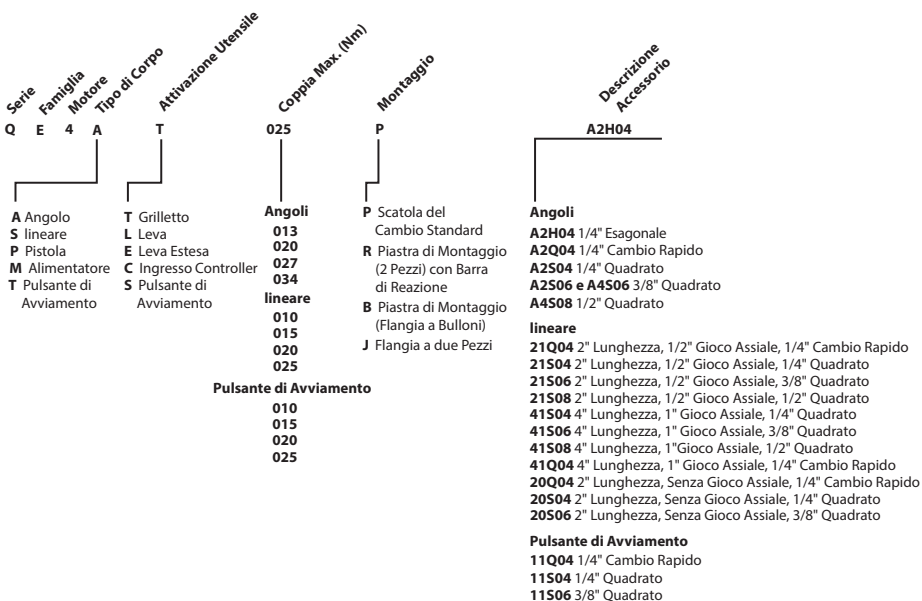 Serie
Famiglia
Motore
Tipo di Corpo
Attivazione Utensile
Coppia Max. (Nm)
Montaggio
Descrizione
Accessorio
Q E 4 A T 025 P A2H04
A Angolo
S lineare
P Pistola
M Alimentatore
T Pulsante di
Avviamento
T Grilletto
L Leva
E Leva Estesa
C Ingresso Controller
S Pulsante di
Avviamento
Angoli
013
020
027
034
lineare
010
015
020
025
Pulsante di Avviamento
010
015
020
025
P Scatola del
Cambio Standard
R Piastra di Montaggio
(2 Pezzi) con Barra
di Reazione
B Piastra di Montaggio
(Flangia a Bulloni)
J Flangia a due Pezzi
Angoli
A2H04 1/4" Esagonale
A2Q04 1/4" Cambio Rapido
A2S04 1/4" Quadrato
A2S06 e A4S06 3/8" Quadrato
A4S08 1/2" Quadrato
lineare
21Q04 2" Lunghezza, 1/2" Gioco Assiale, 1/4" Cambio Rapido
21S04 2" Lunghezza, 1/2" Gioco Assiale, 1/4" Quadrato
21S06 2" Lunghezza, 1/2" Gioco Assiale, 3/8" Quadrato
21S08 2" Lunghezza, 1/2" Gioco Assiale, 1/2" Quadrato
41S04 4" Lunghezza, 1" Gioco Assiale, 1/4" Quadrato
41S06 4" Lunghezza, 1" Gioco Assiale, 3/8" Quadrato
41S08 4" Lunghezza, 1"Gioco Assiale, 1/2" Quadrato
41Q04 4" Lunghezza, 1" Gioco Assiale, 1/4" Cambio Rapido
20Q04 2" Lunghezza, Senza Gioco Assiale, 1/4" Cambio Rapido
20S04 2" Lunghezza, Senza Gioco Assiale, 1/4" Quadrato
20S06 2" Lunghezza, Senza Gioco Assiale, 3/8" Quadrato
Pulsante di Avviamento
11Q04 1/4" Cambio Rapido
11S04 1/4" Quadrato
11S06 3/8" Quadrato